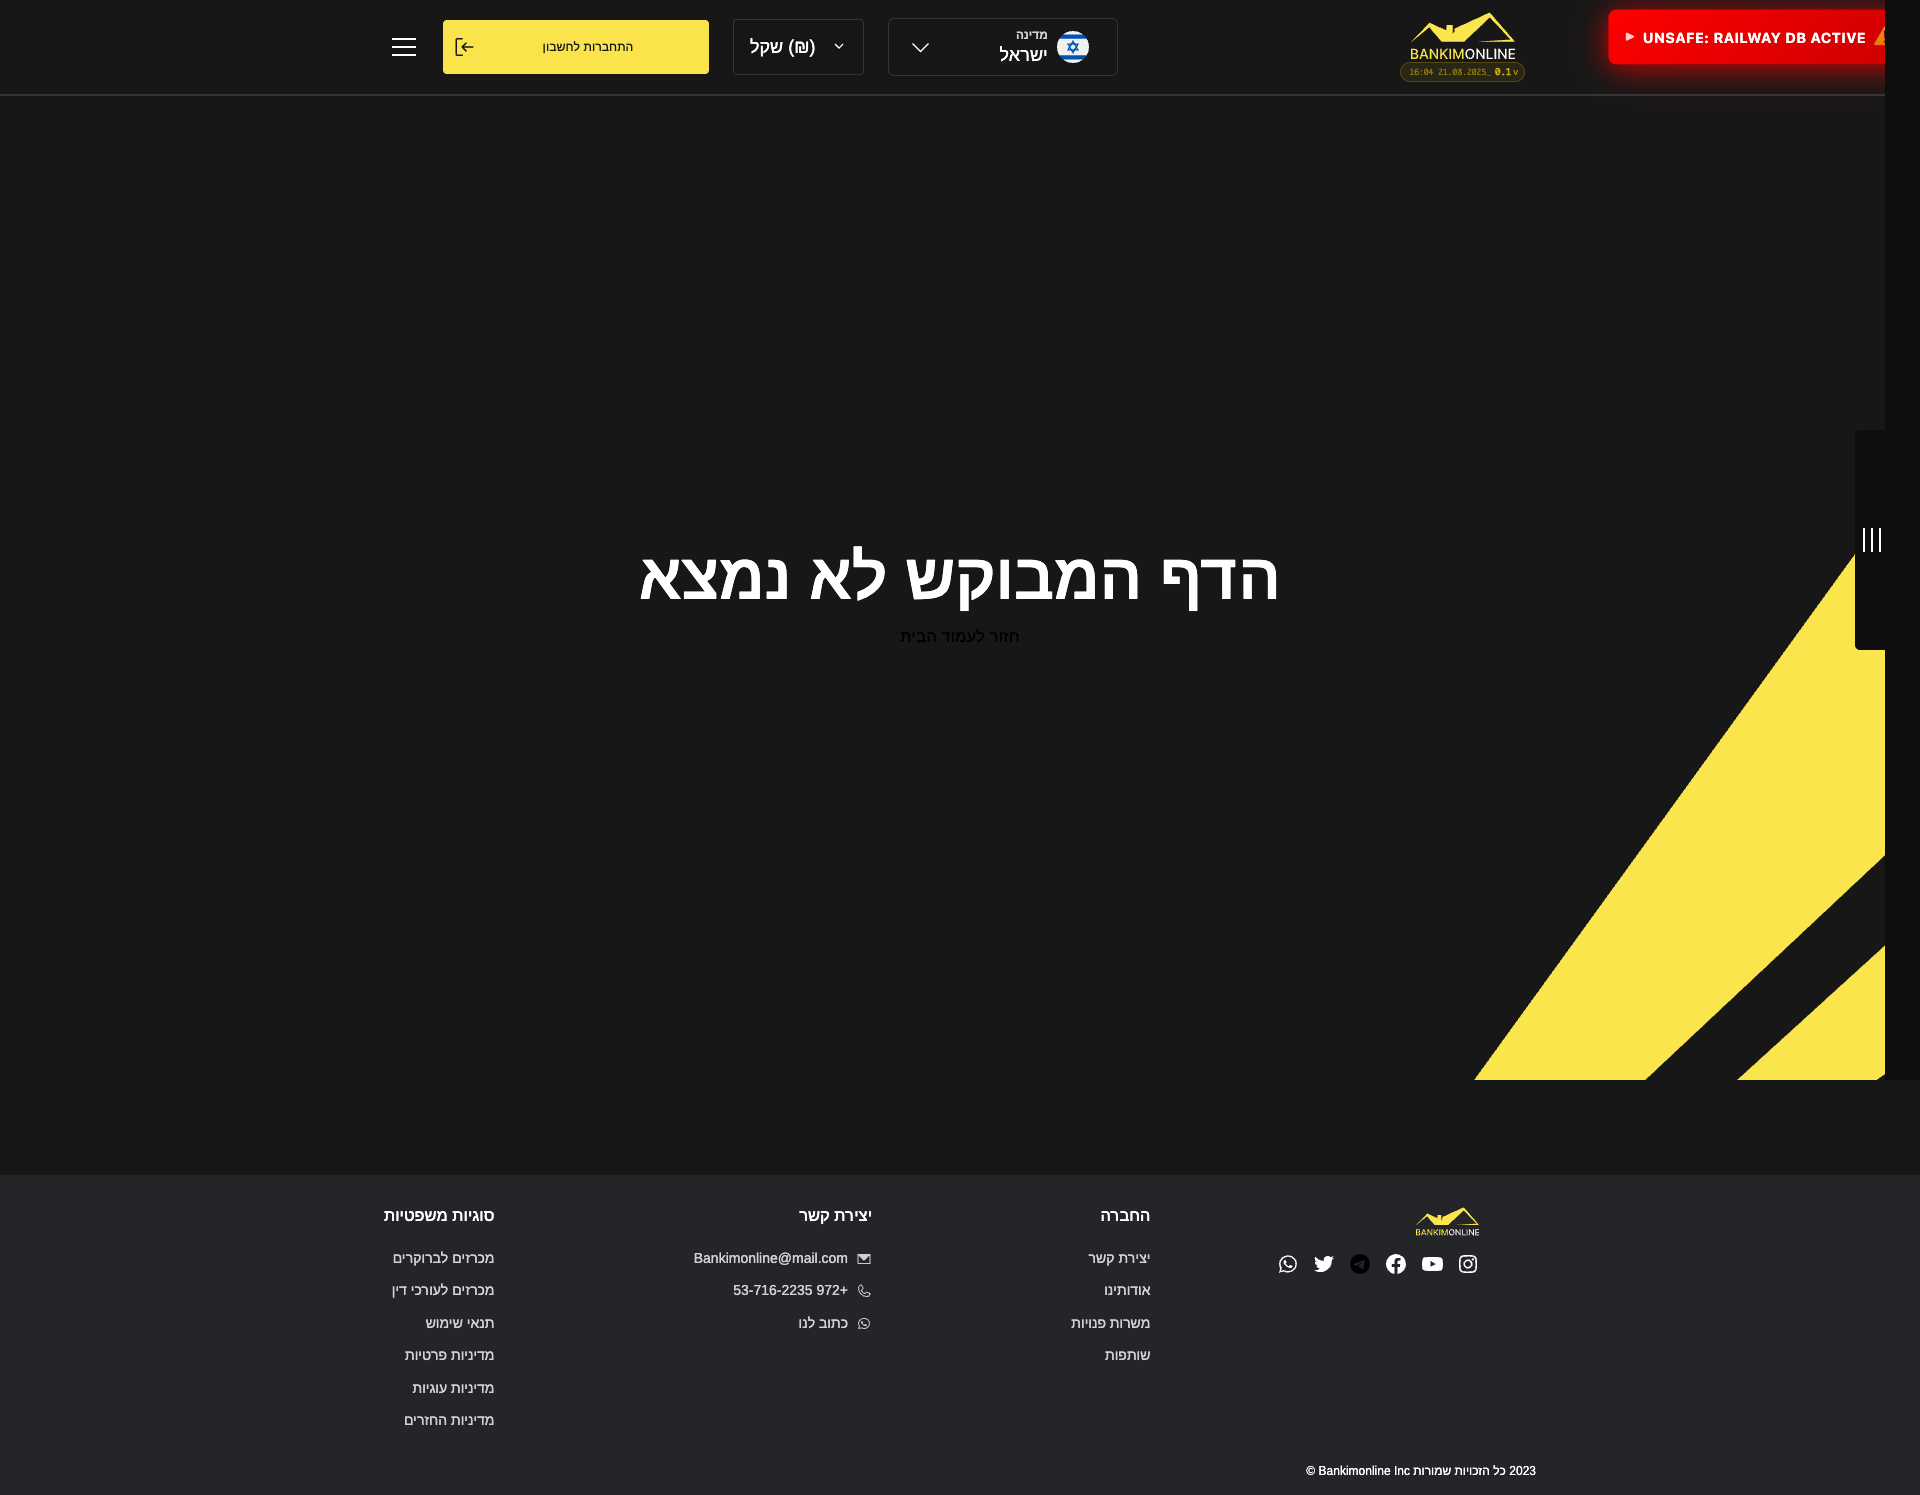 UNSAFE: RAILWAY DB ACTIVE
BANKIMONLINE
v 0.1 _21.08.2025 16:04
מדינה
ישראל
שקל (₪)
התחברות לחשבון
הדף המבוקש לא נמצא
חזור לעמוד הבית
BANKIMONLINE
החברה
יצירת קשר
אודותינו
משרות פנויות
שותפות
יצירת קשר
Bankimonline@mail.com
53-716-2235 972+
כתוב לנו
סוגיות משפטיות
מכרזים לברוקרים
מכרזים לעורכי דין
תנאי שימוש
מדיניות פרטיות
מדיניות עוגיות
מדיניות החזרים
2023 כל הזכויות שמורות Bankimonline Inc ©